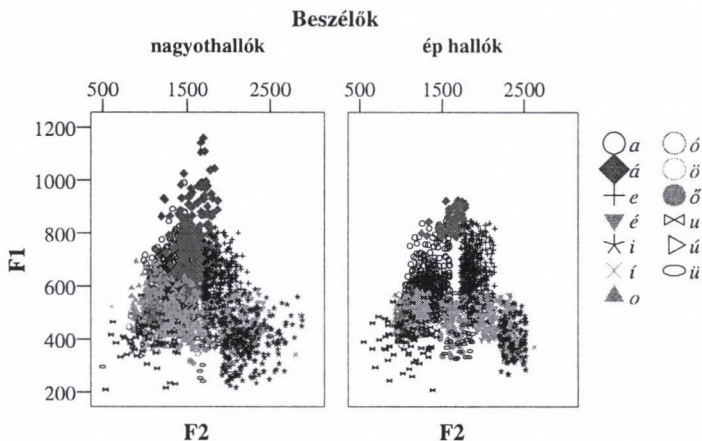 Beszélők
nagyothallók ép hallók
500 1500 2500 500 1500 2500
1200
1000
800
600
400
200
F1
F2 F2
a ó
á ö
e ő
é u
i ú
í ü
o